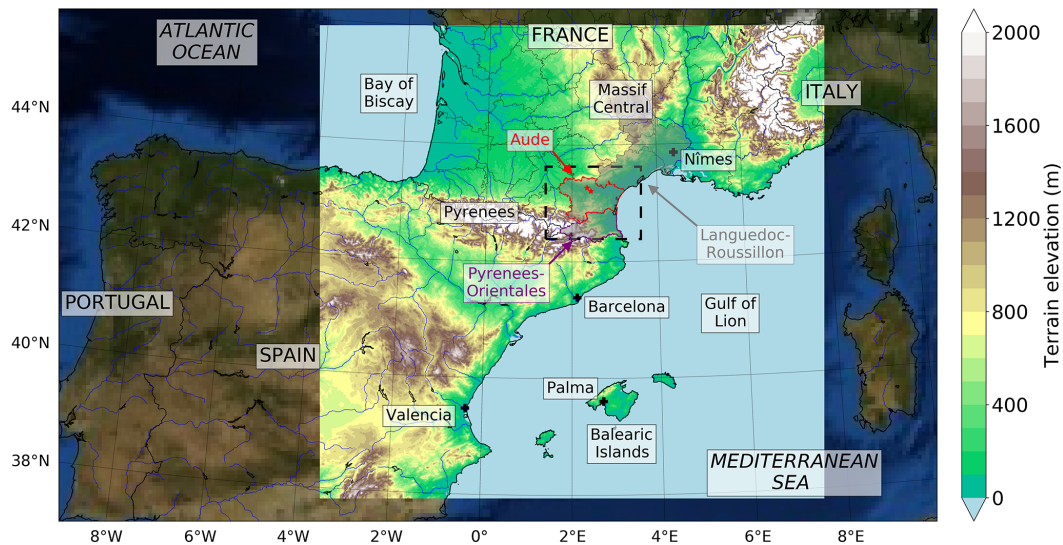 ATLANTIC
OCEAN
FRANCE
Bay of
Biscay
Massif
Central
ITALY
Aude
Nîmes
Pyrenees
Languedoc-
Roussillon
Pyrenees-
Orientales
PORTUGAL
Barcelona
Gulf of
Lion
SPAIN
Palma
Valencia
Balearic
Islands
MEDITERRANEAN
SEA
44°N
42°N
40°N
38°N
8°W
6°W
4°W
2°W
0°
2°E
4°E
6°E
8°E
2000
1600
1200
800
400
0
Terrain elevation (m)